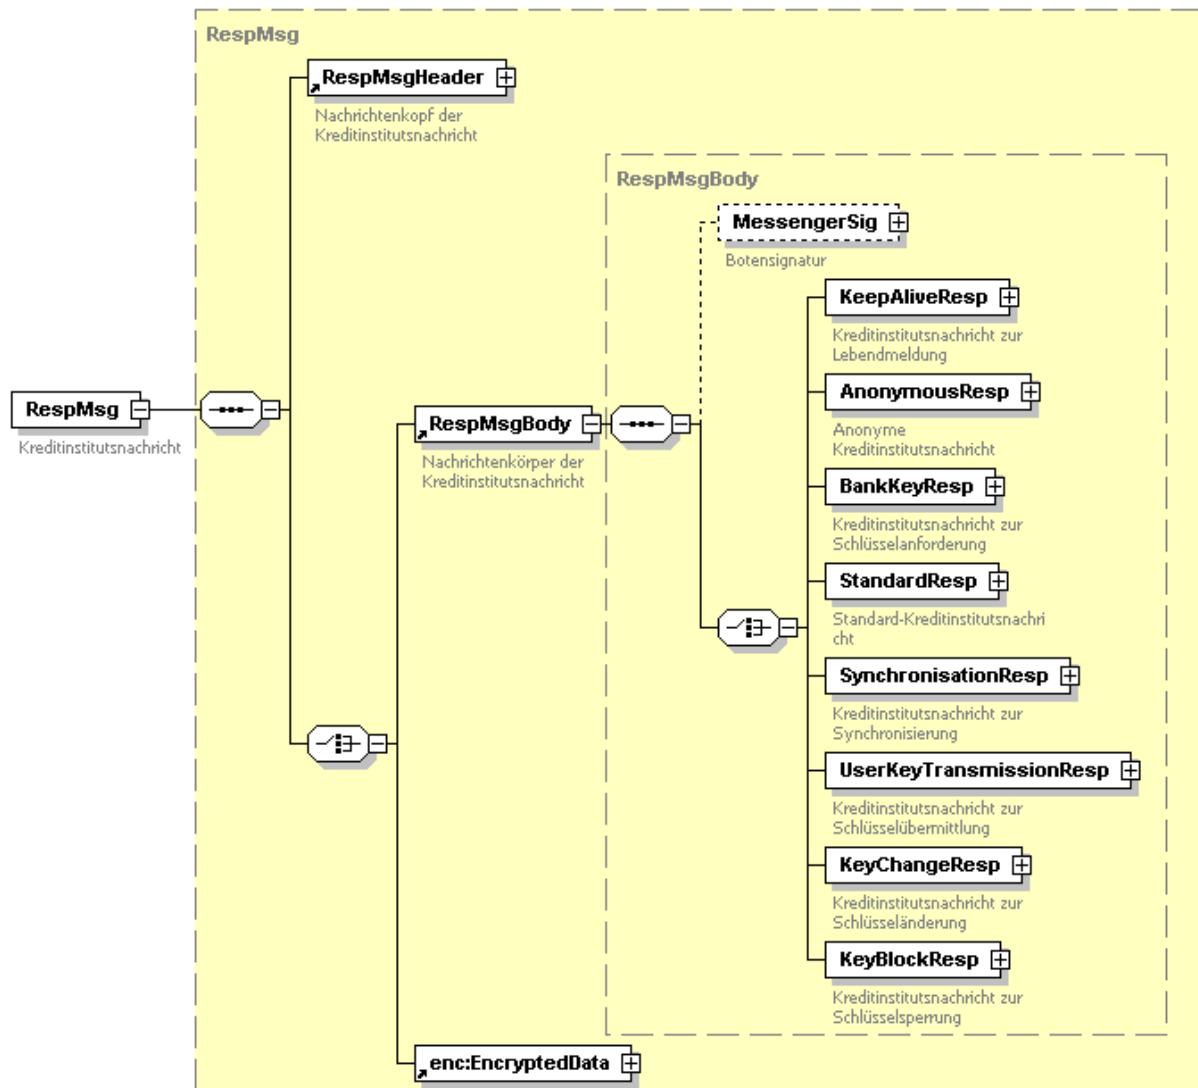 RespMsg
RespMsgHeader
Nachrichtenkopf der
Kreditinstitutsnachricht
RespMsgBody
MessengerSig
Botensignatur
KeepAliveResp
Kreditinstitutsnachricht zur
Lebendmeldung
RespMsg
Kreditinstitutsnachricht
RespMsgBody
Nachrichtenkörper der
Kreditinstitutsnachricht
AnonymousResp
Anonyme
Kreditinstitutsnachricht
BankKeyResp
Kreditinstitutsnachricht zur
Schlüsselanforderung
StandardResp
Standard-Kreditinstitutsnachri
cht
SynchronisationResp
Kreditinstitutsnachricht zur
Synchronisierung
UserKeyTransmissionResp
Kreditinstitutsnachricht zur
Schlüsselübermittlung
KeyChangeResp
Kreditinstitutsnachricht zur
Schlüsseländerung
KeyBlockResp
Kreditinstitutsnachricht zur
Schlüsselsperrung
enc:EncryptedData